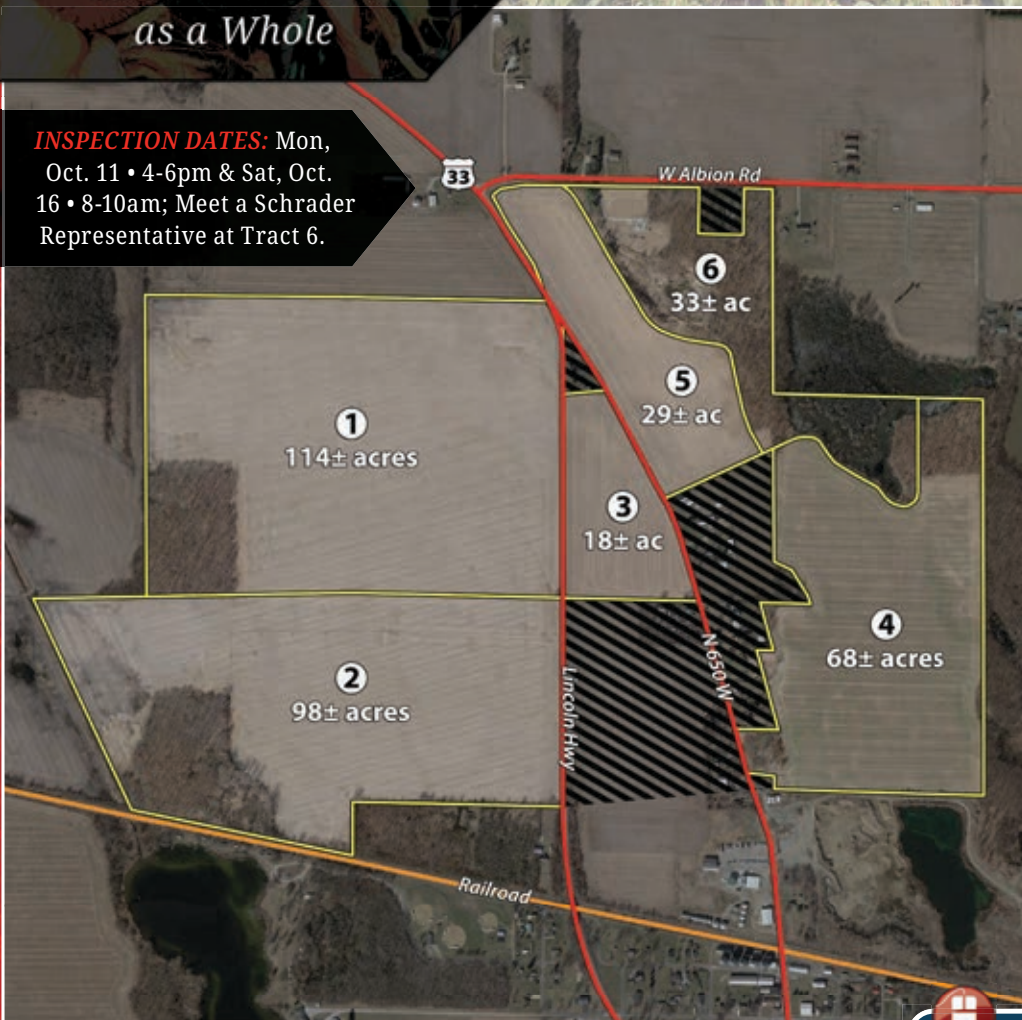 as a Whole
INSPECTION DATES: Mon,
Oct. 11 • 4-6pm & Sat, Oct.
16 • 8-10am; Meet a Schrader
Representative at Tract 6.
33
W Albion Rd
6
33± ac
5
29± ac
1
114± acres
3
18± ac
4
68± acres
2
98± acres
N 650 W
Lincoln Hwy
Railroad